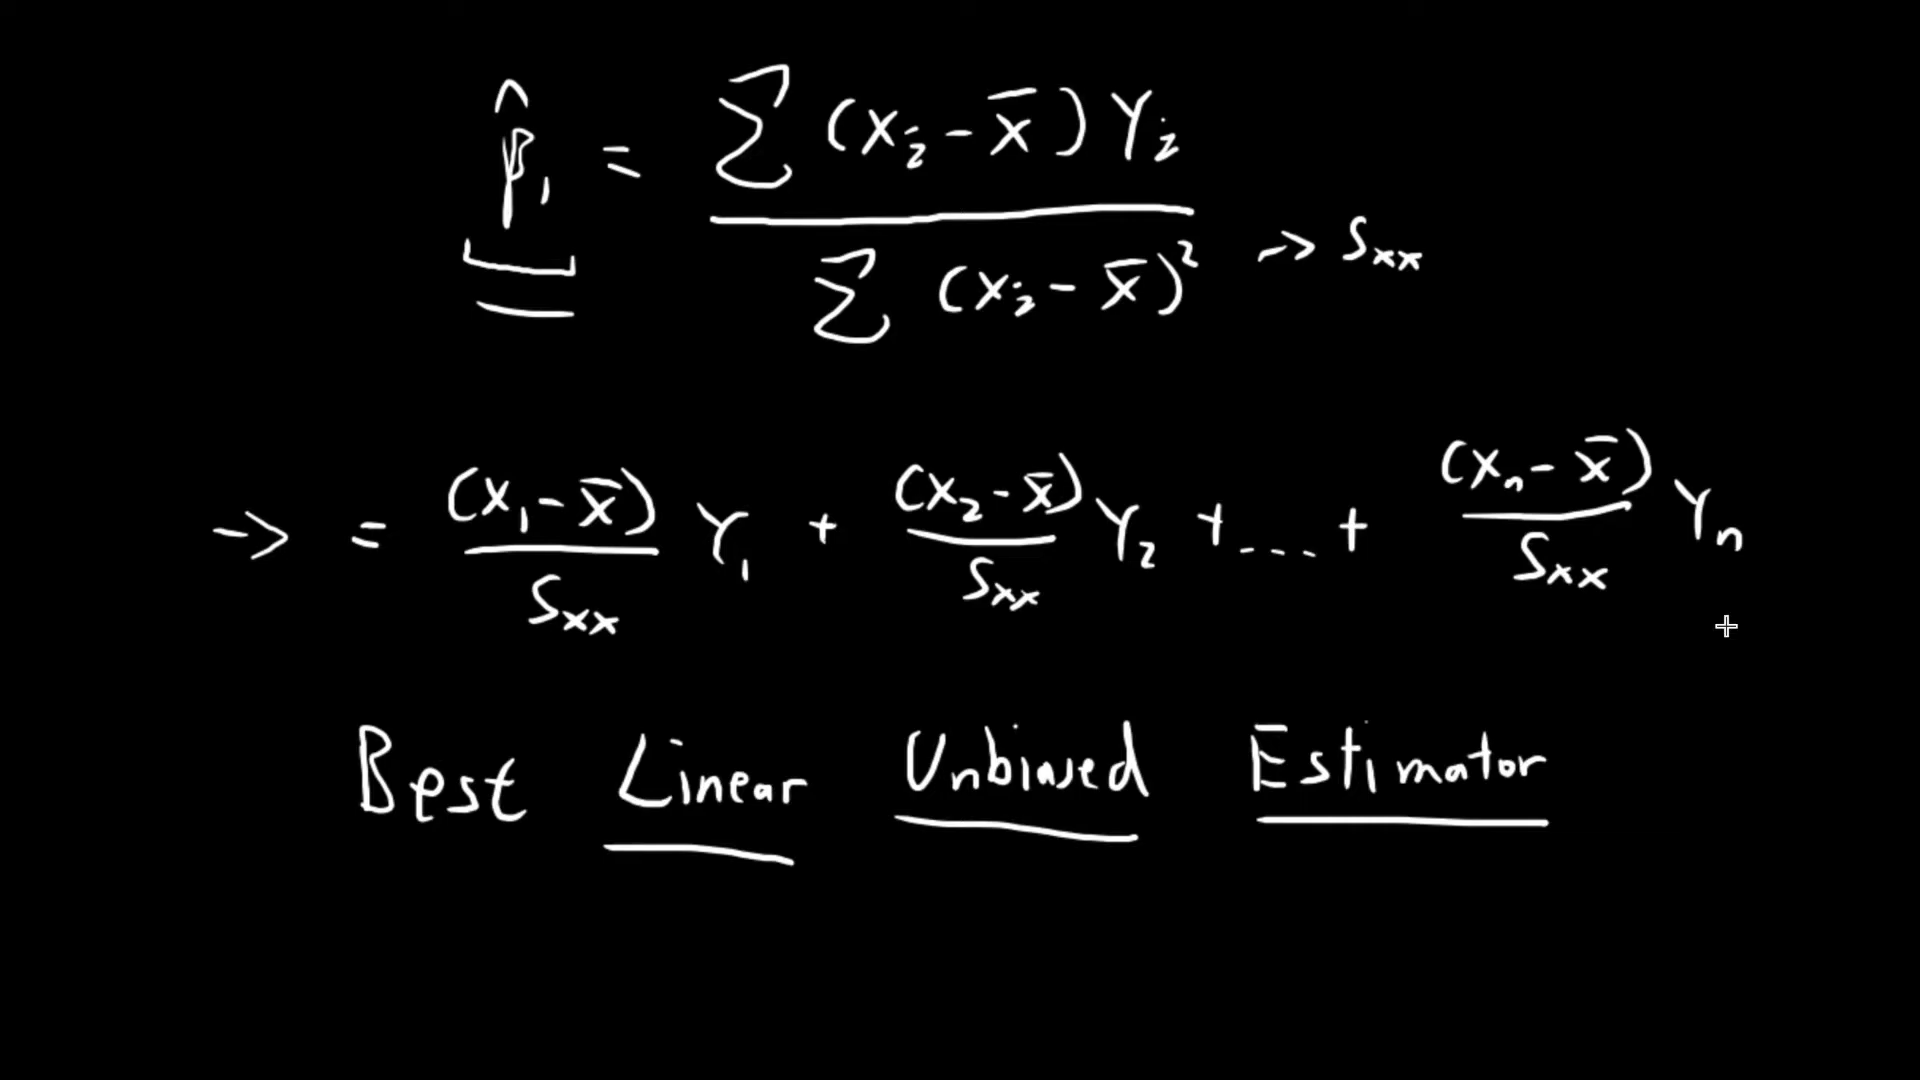 β̂₁ = Σ (xᵢ - x̄) Yᵢ / Σ (xᵢ - x̄)² -> Sxx
-> = (x₁ - x̄) / Sxx Y₁ + (x₂ - x̄) / Sxx Y₂ + ... + (xₙ - x̄) / Sxx Yₙ
Best Linear Unbiased Estimator